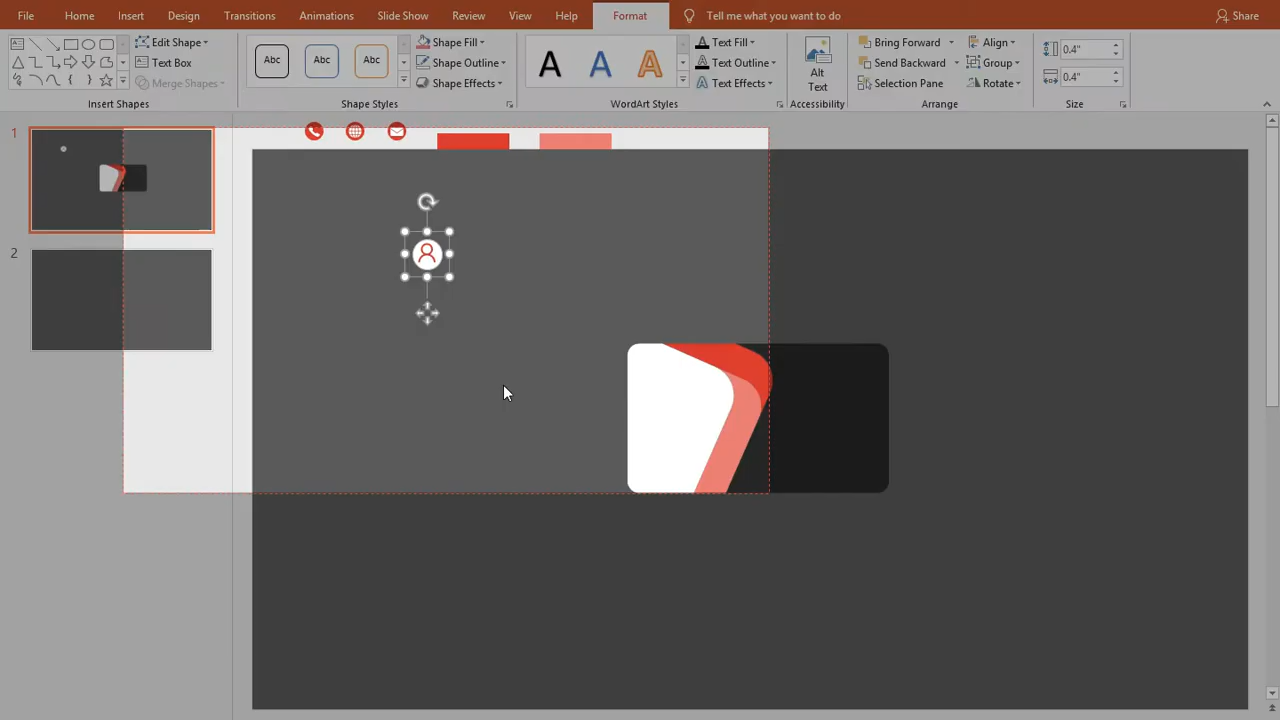 File Home Insert Design Transitions Animations Slide Show Review View Help Format Tell me what you want to do Share
Edit Shape
Text Box
Merge Shapes
Insert Shapes
Abc Abc Abc
Shape Fill
Shape Outline
Shape Effects
Shape Styles
A A A
Text Fill
Text Outline
Text Effects
WordArt Styles
Alt
Text
Accessibility
Bring Forward
Send Backward
Selection Pane
Align
Group
Rotate
Arrange
0.4"
0.4"
Size
1
2